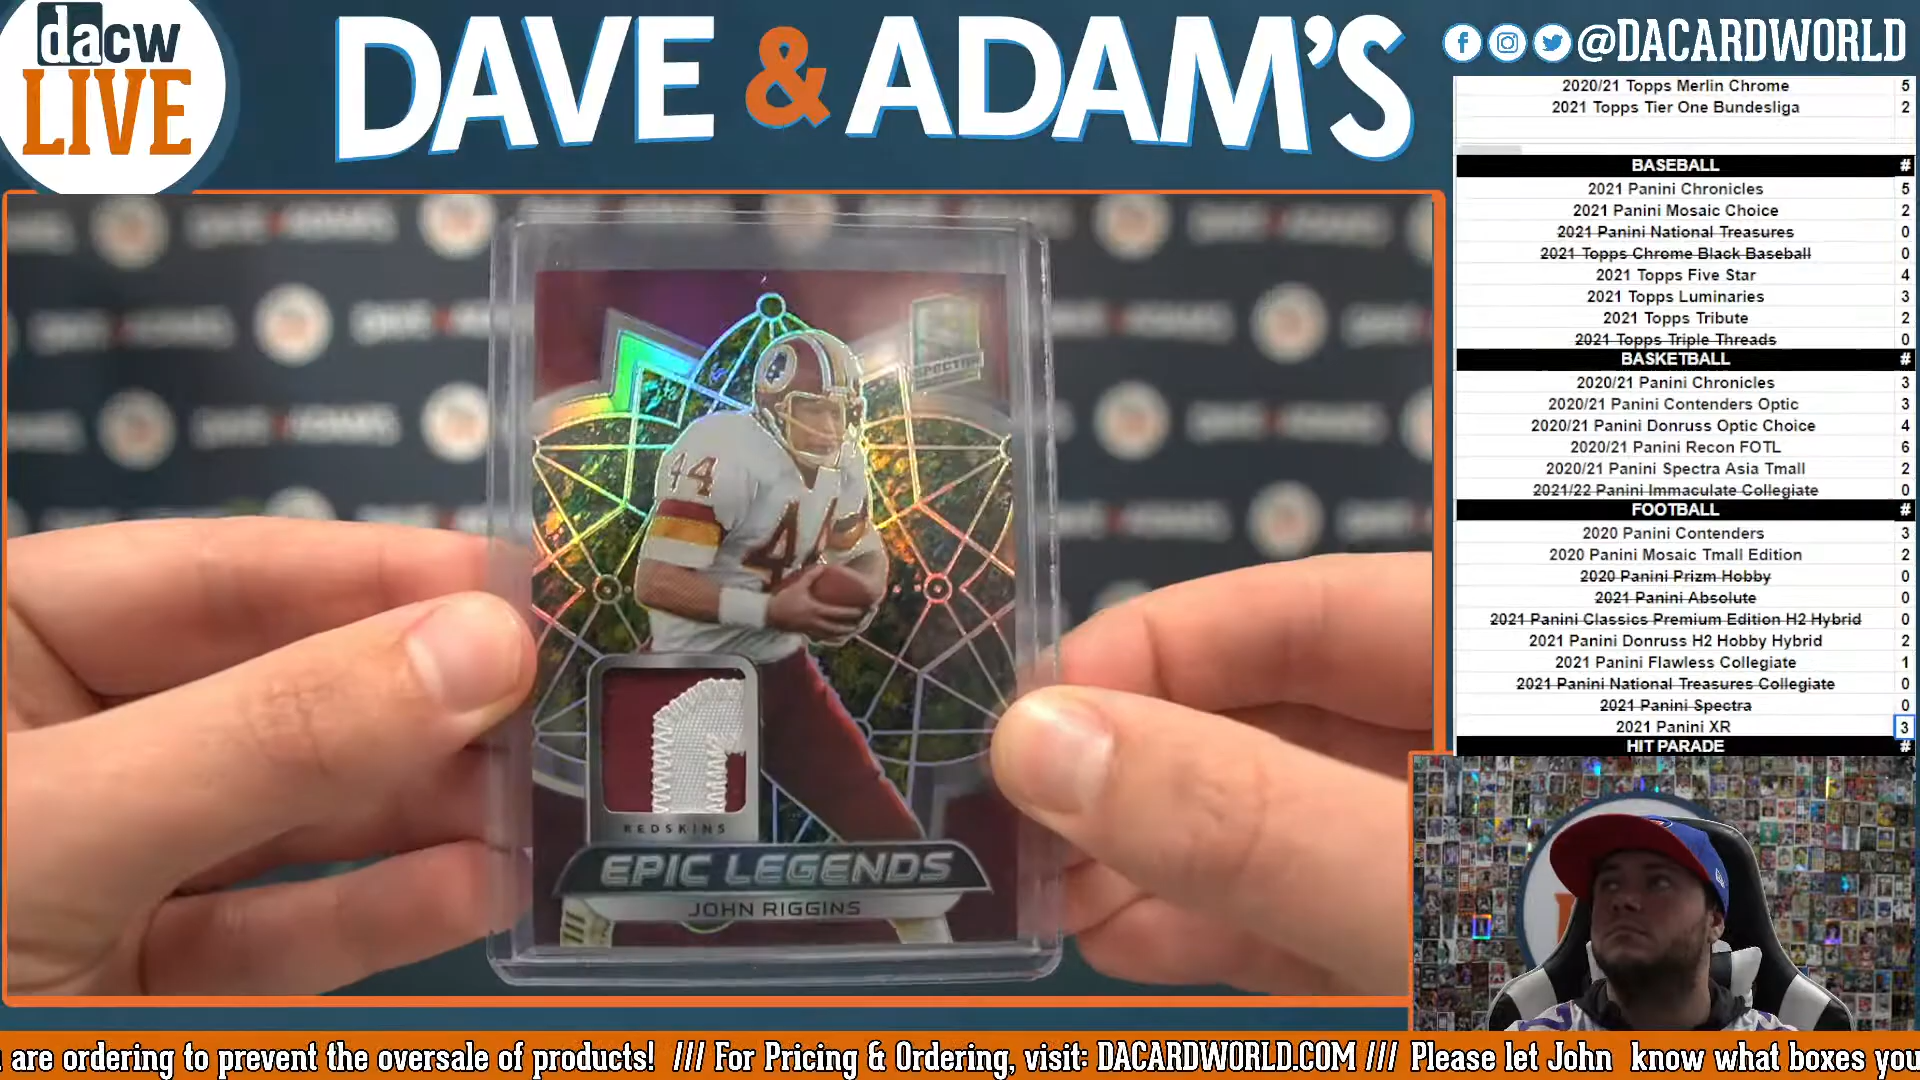 dacw
LIVE
DAVE & ADAM'S
@DACARDWORLD
2020/21 Topps Merlin Chrome 5
2021 Topps Tier One Bundesliga 2
BASEBALL #
2021 Panini Chronicles 5
2021 Panini Mosaic Choice 2
2021 Panini National Treasures 0
2021 Topps Chrome Black Baseball 0
2021 Topps Five Star 4
2021 Topps Luminaries 3
2021 Topps Tribute 2
2021 Topps Triple Threads 0
BASKETBALL #
2020/21 Panini Chronicles 3
2020/21 Panini Contenders Optic 3
2020/21 Panini Donruss Optic Choice 4
2020/21 Panini Recon FOTL 6
2020/21 Panini Spectra Asia Tmall 2
2021/22 Panini Immaculate Collegiate 0
FOOTBALL #
2020 Panini Contenders 3
2020 Panini Mosaic Tmall Edition 2
2020 Panini Prizm Hobby 0
2021 Panini Absolute 0
2021 Panini Classics Premium Edition H2 Hybrid 0
2021 Panini Donruss H2 Hobby Hybrid 2
2021 Panini Flawless Collegiate 1
2021 Panini National Treasures Collegiate 0
2021 Panini Spectra 0
2021 Panini XR 3
HIT PARADE #
SPECTRA
44
44
REDSKINS
EPIC LEGENDS
JOHN RIGGINS
are ordering to prevent the oversale of products! /// For Pricing & Ordering, visit: DACARDWORLD.COM /// Please let John know what boxes you